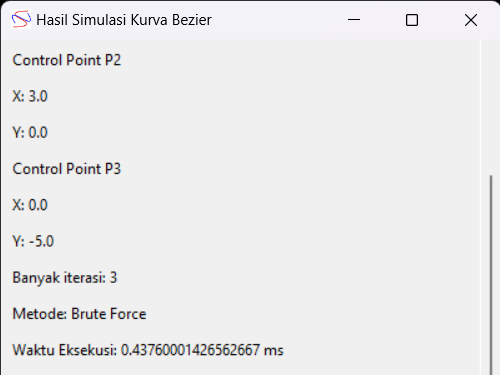 Hasil Simulasi Kurva Bezier
Control Point P2
X: 3.0
Y: 0.0
Control Point P3
X: 0.0
Y: -5.0
Banyak iterasi: 3
Metode: Brute Force
Waktu Eksekusi: 0.43760001426562667 ms